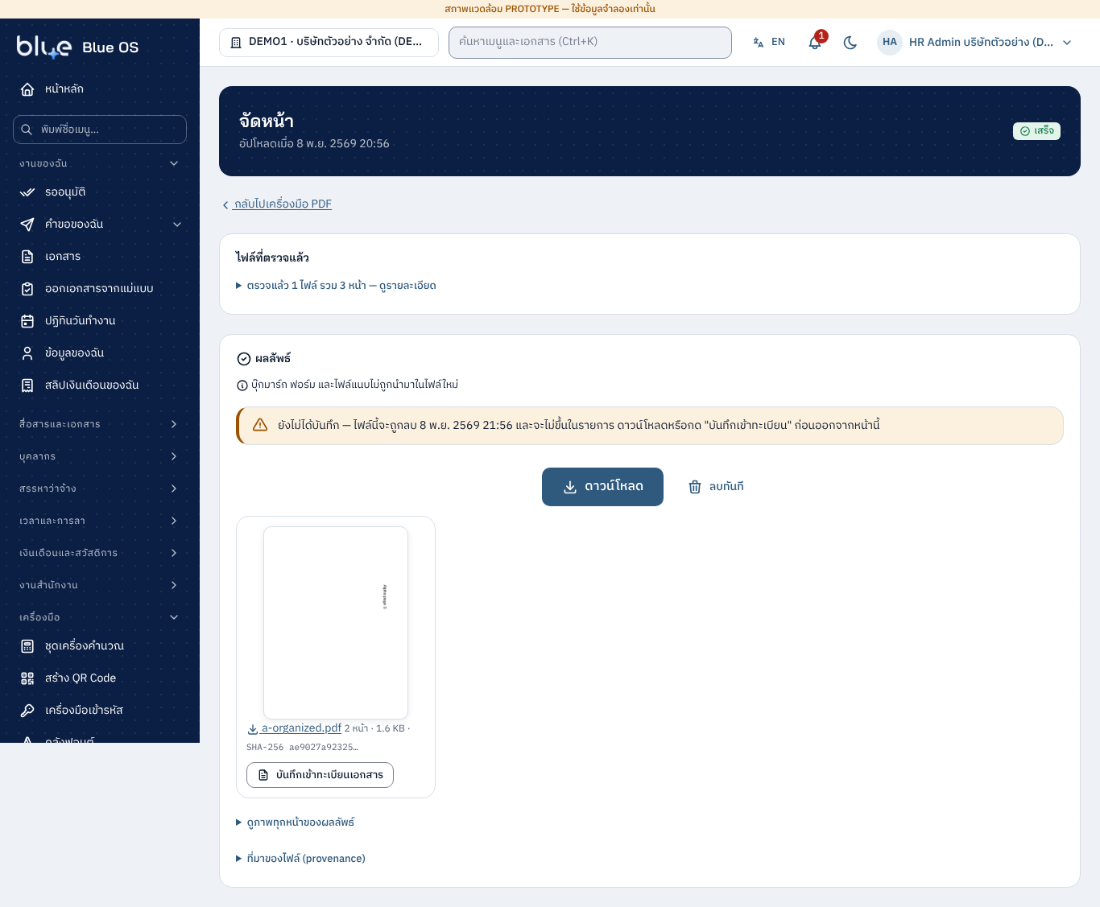 สภาพแวดล้อม PROTOTYPE — ใช้ข้อมูลจำลองเท่านั้น
blue Blue OS
DEMO1 · บริษัทตัวอย่าง จำกัด (DE...
ค้นหาเมนูและเอกสาร (Ctrl+K)
EN
1
HA
HR Admin บริษัทตัวอย่าง (D...
หน้าหลัก
พิมพ์ชื่อเมนู...
งานของฉัน
รออนุมัติ
คำขอของฉัน
เอกสาร
ออกเอกสารจากแม่แบบ
ปฏิทินวันทำงาน
ข้อมูลของฉัน
สลิปเงินเดือนของฉัน
สื่อสารและเอกสาร
บุคลากร
สรรหาว่าจ้าง
เวลาและการลา
เงินเดือนและสวัสดิการ
งานสำนักงาน
เครื่องมือ
ชุดเครื่องคำนวณ
สร้าง QR Code
เครื่องมือเข้ารหัส
จัดหน้า
อัปโหลดเมื่อ 8 พ.ย. 2569 20:56
เสร็จ
กลับไปเครื่องมือ PDF
ไฟล์ที่ตรวจแล้ว
ตรวจแล้ว 1 ไฟล์ รวม 3 หน้า — ดูรายละเอียด
ผลลัพธ์
บุ๊กมาร์ก ฟอร์ม และไฟล์แนบไม่ถูกนำมาในไฟล์ใหม่
ยังไม่ได้บันทึก — ไฟล์นี้จะถูกลบ 8 พ.ย. 2569 21:56 และจะไม่ขึ้นในรายการ ดาวน์โหลดหรือกด "บันทึกเข้าทะเบียน" ก่อนออกจากหน้านี้
ดาวน์โหลด
ลบทันที
a-organized.pdf 2 หน้า · 1.6 KB ·
SHA-256 ae9027a92325…
บันทึกเข้าทะเบียนเอกสาร
ดูภาพทุกหน้าของผลลัพธ์
ที่มาของไฟล์ (provenance)